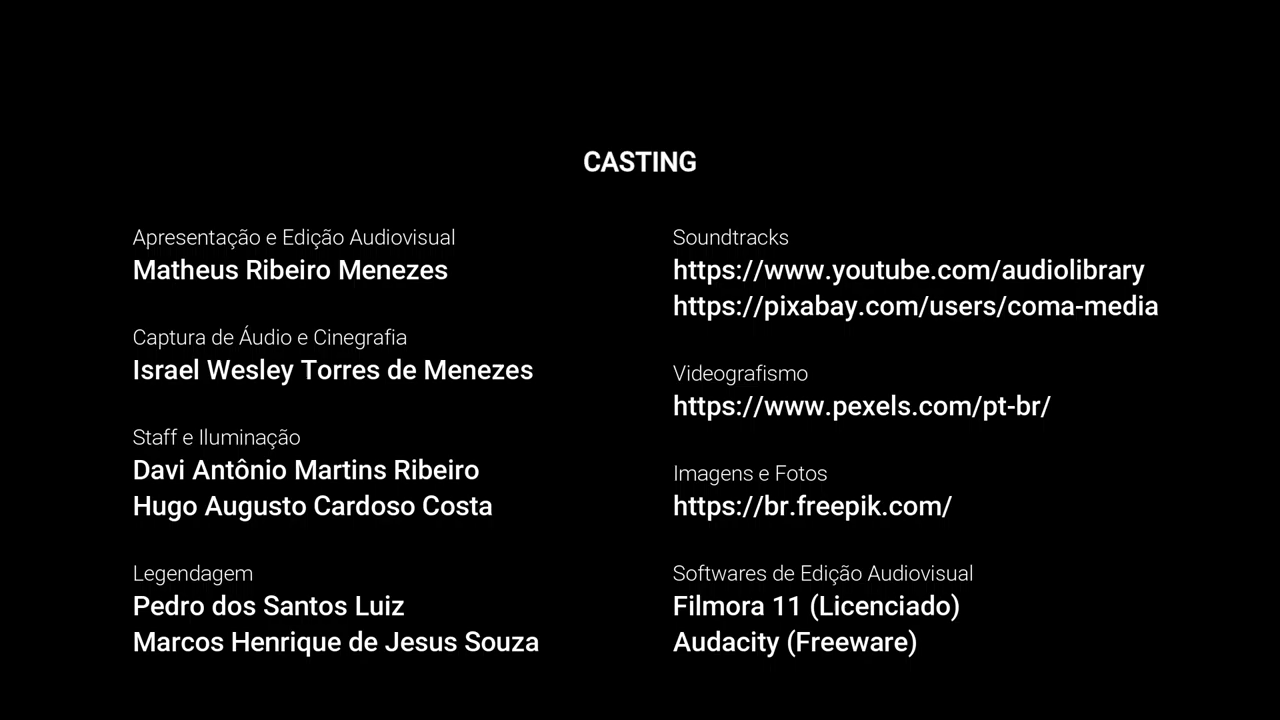 CASTING
Apresentação e Edição Audiovisual
Matheus Ribeiro Menezes
Captura de Áudio e Cinegrafia
Israel Wesley Torres de Menezes
Staff e Iluminação
Davi Antônio Martins Ribeiro
Hugo Augusto Cardoso Costa
Legendagem
Pedro dos Santos Luiz
Marcos Henrique de Jesus Souza
Soundtracks
https://www.youtube.com/audiolibrary
https://pixabay.com/users/coma-media
Videografismo
https://www.pexels.com/pt-br/
Imagens e Fotos
https://br.freepik.com/
Softwares de Edição Audiovisual
Filmora 11 (Licenciado)
Audacity (Freeware)